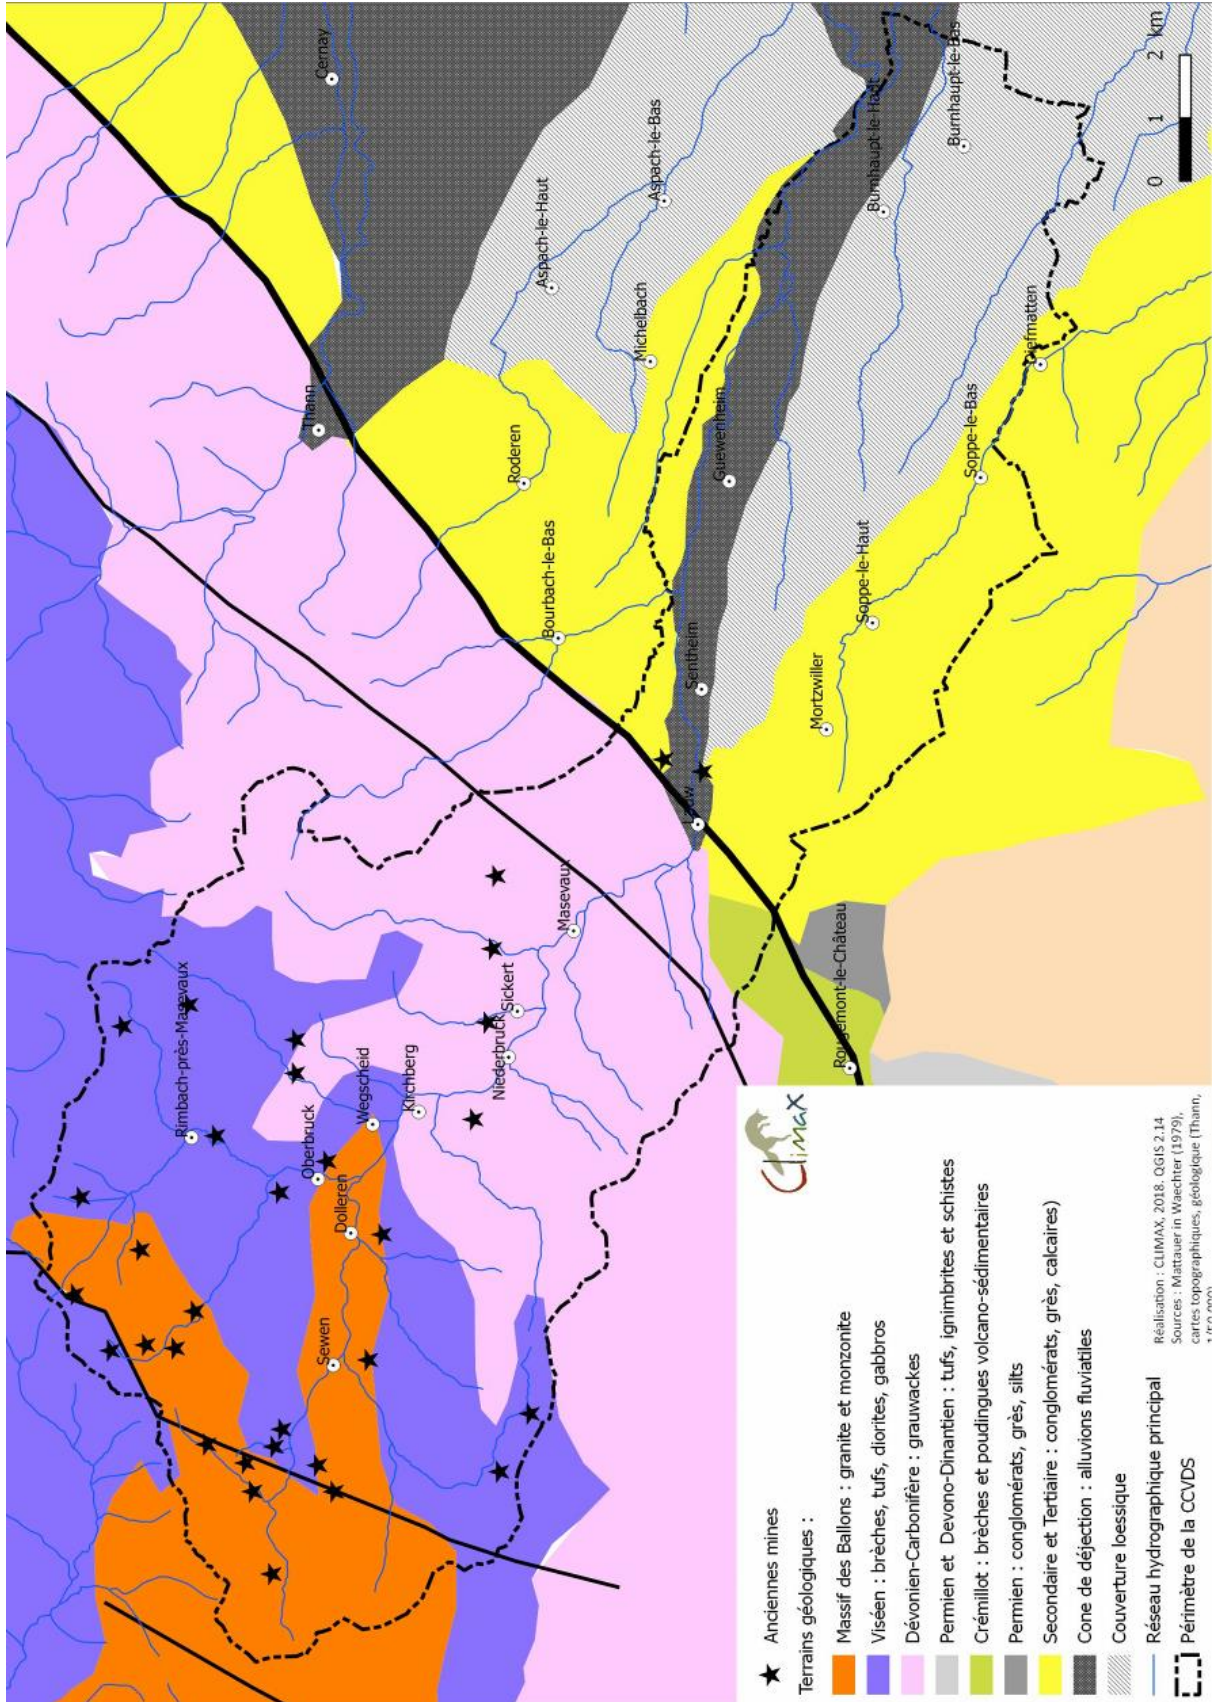 Cernay
Thann
Aspach-le-Haut
Aspach-le-Bas
Michelbach
Roderen
Bourbach-le-Bas
Burnhaupt-le-Haut
Burnhaupt-le-Bas
Guewenheim
Sentheim
Lauw
Diefmatten
Soppe-le-Bas
Soppe-le-Haut
Mortzwiller
Masevaux
Rimbach-près-Masevaux
Sickert
Niederbruck
Kirchberg
Wegscheid
Oberbruck
Dolleren
Sewen
Rougemont-le-Château
0 1 2 km
CLIMAX
Anciennes mines
Terrains géologiques :
Massif des Ballons : granite et monzonite
Viséen : brèches, tufs, diorites, gabbros
Dévonien-Carbonifère : grauwackes
Permien et Devono-Dinantien : tufs, ignimbrites et schistes
Crémillot : brèches et poudingues volcano-sédimentaires
Permien : conglomérats, grès, silts
Secondaire et Tertiaire : conglomérats, grès, calcaires)
Cone de déjection : alluvions fluviatiles
Couverture loessique
Réseau hydrographique principal
Périmètre de la CCVDS
Réalisation : CLIMAX, 2018. QGIS 2.14
Sources : Mattauer in Waechter (1979),
cartes topographiques, géologique (Thann,